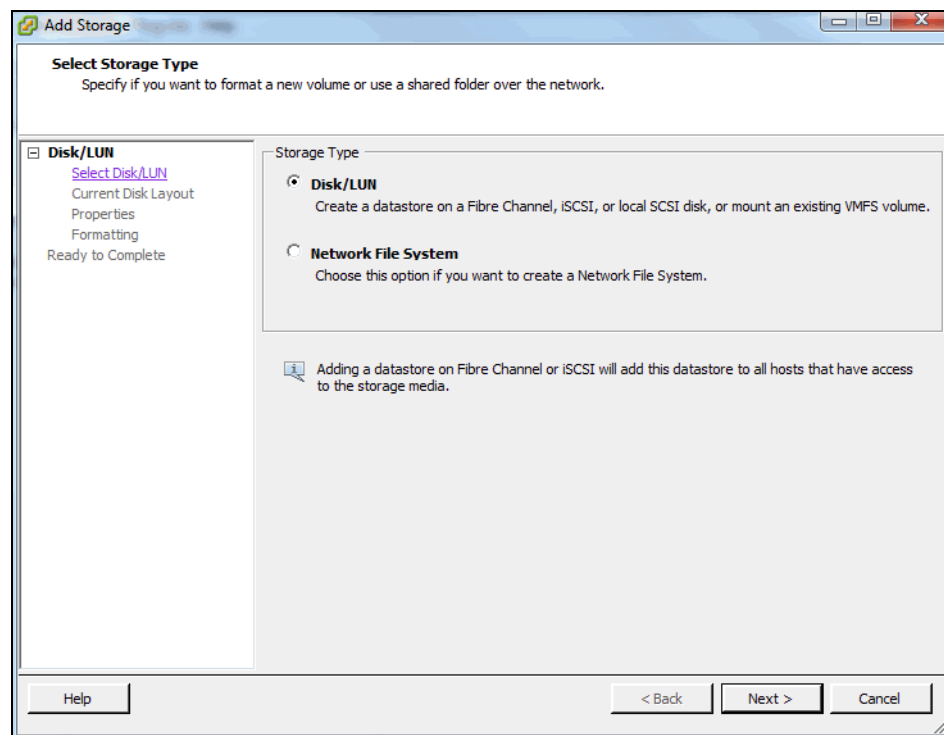 Add Storage
Select Storage Type
Specify if you want to format a new volume or use a shared folder over the network.
Disk/LUN
Select Disk/LUN
Current Disk Layout
Properties
Formatting
Ready to Complete
Storage Type
Disk/LUN
Create a datastore on a Fibre Channel, iSCSI, or local SCSI disk, or mount an existing VMFS volume.
Network File System
Choose this option if you want to create a Network File System.
Adding a datastore on Fibre Channel or iSCSI will add this datastore to all hosts that have access
to the storage media.
Help
< Back
Next >
Cancel